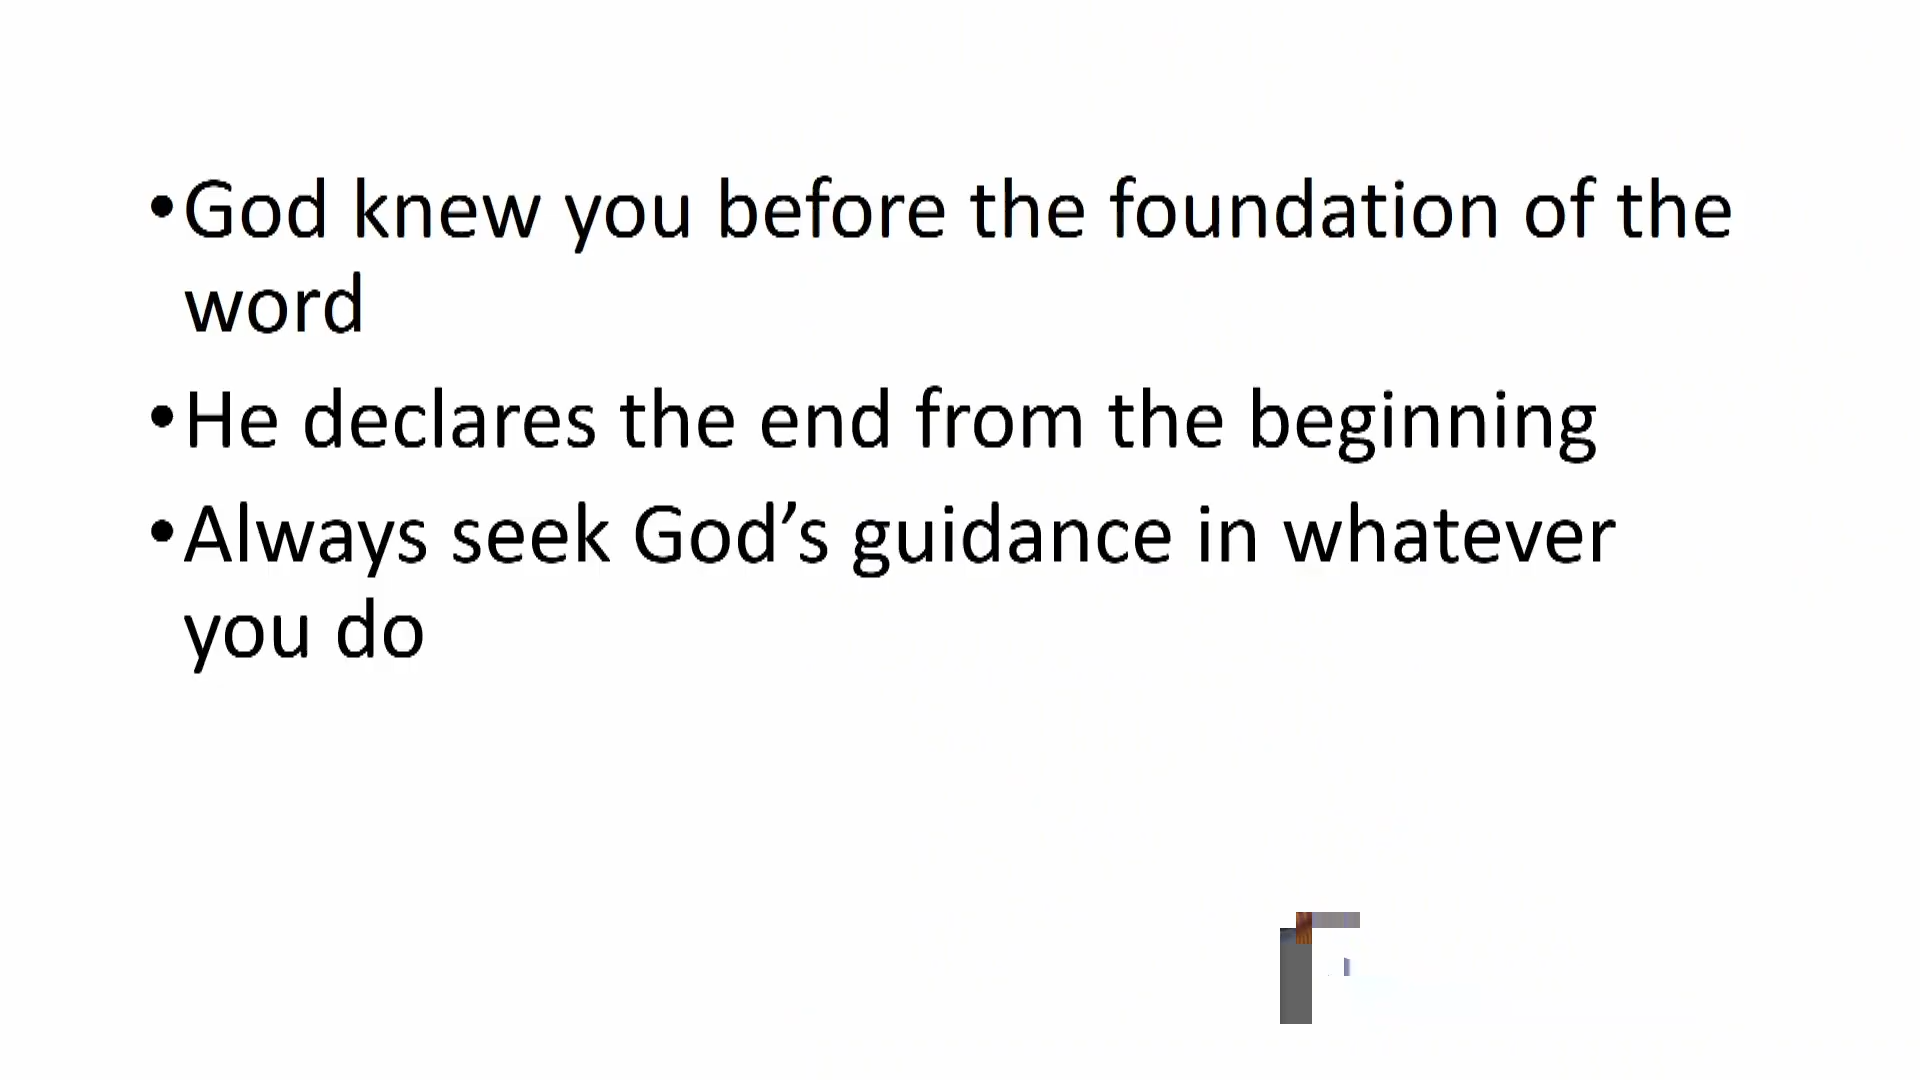 •God knew you before the foundation of the
word
•He declares the end from the beginning
•Always seek God’s guidance in whatever
you do